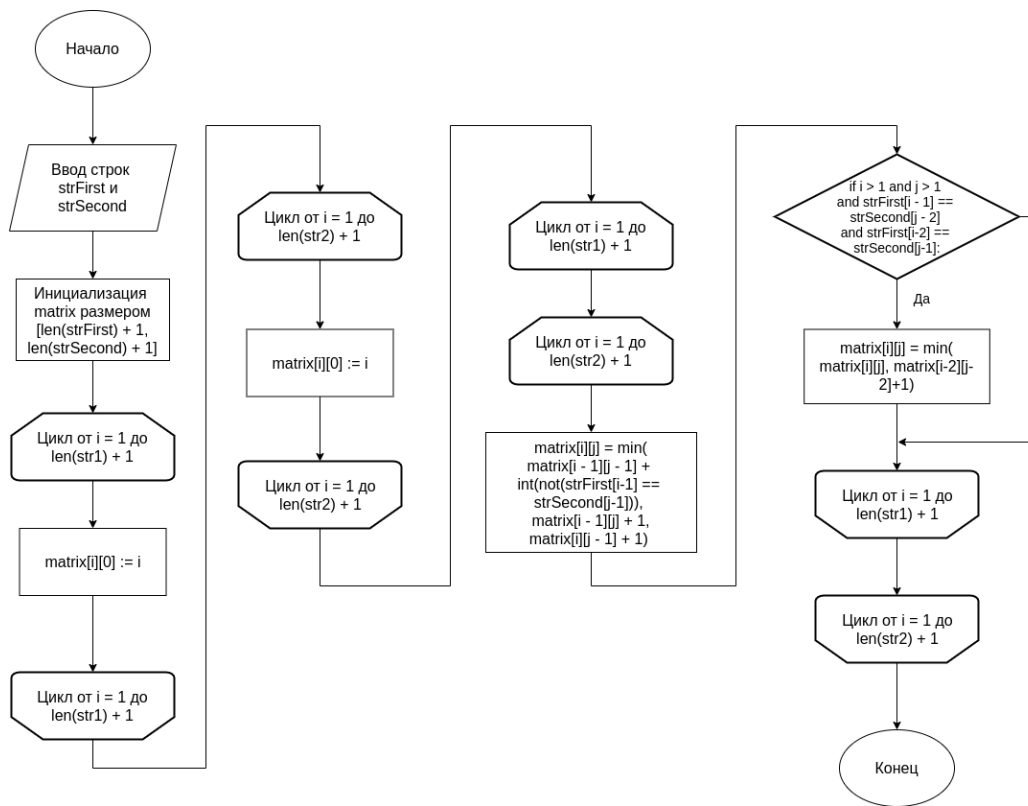 Начало
Ввод строк
strFirst и
strSecond
Инициализация
matrix размером
[len(strFirst) + 1,
len(strSecond) + 1]
Цикл от i = 1 до
len(str1) + 1
matrix[i][0] := i
Цикл от i = 1 до
len(str1) + 1
Цикл от i = 1 до
len(str2) + 1
matrix[i][0] := i
Цикл от i = 1 до
len(str2) + 1
Цикл от i = 1 до
len(str1) + 1
Цикл от i = 1 до
len(str2) + 1
matrix[i][j] = min(
matrix[i - 1][j - 1] +
int(not(strFirst[i-1] ==
strSecond[j-1])),
matrix[i - 1][j] + 1,
matrix[i][j - 1] + 1)
if i > 1 and j > 1
and strFirst[i - 1] ==
strSecond[j - 2]
and strFirst[i-2] ==
strSecond[j-1]:
Да
matrix[i][j] = min(
matrix[i][j], matrix[i-2][j-
2]+1)
Цикл от i = 1 до
len(str1) + 1
Цикл от i = 1 до
len(str2) + 1
Конец